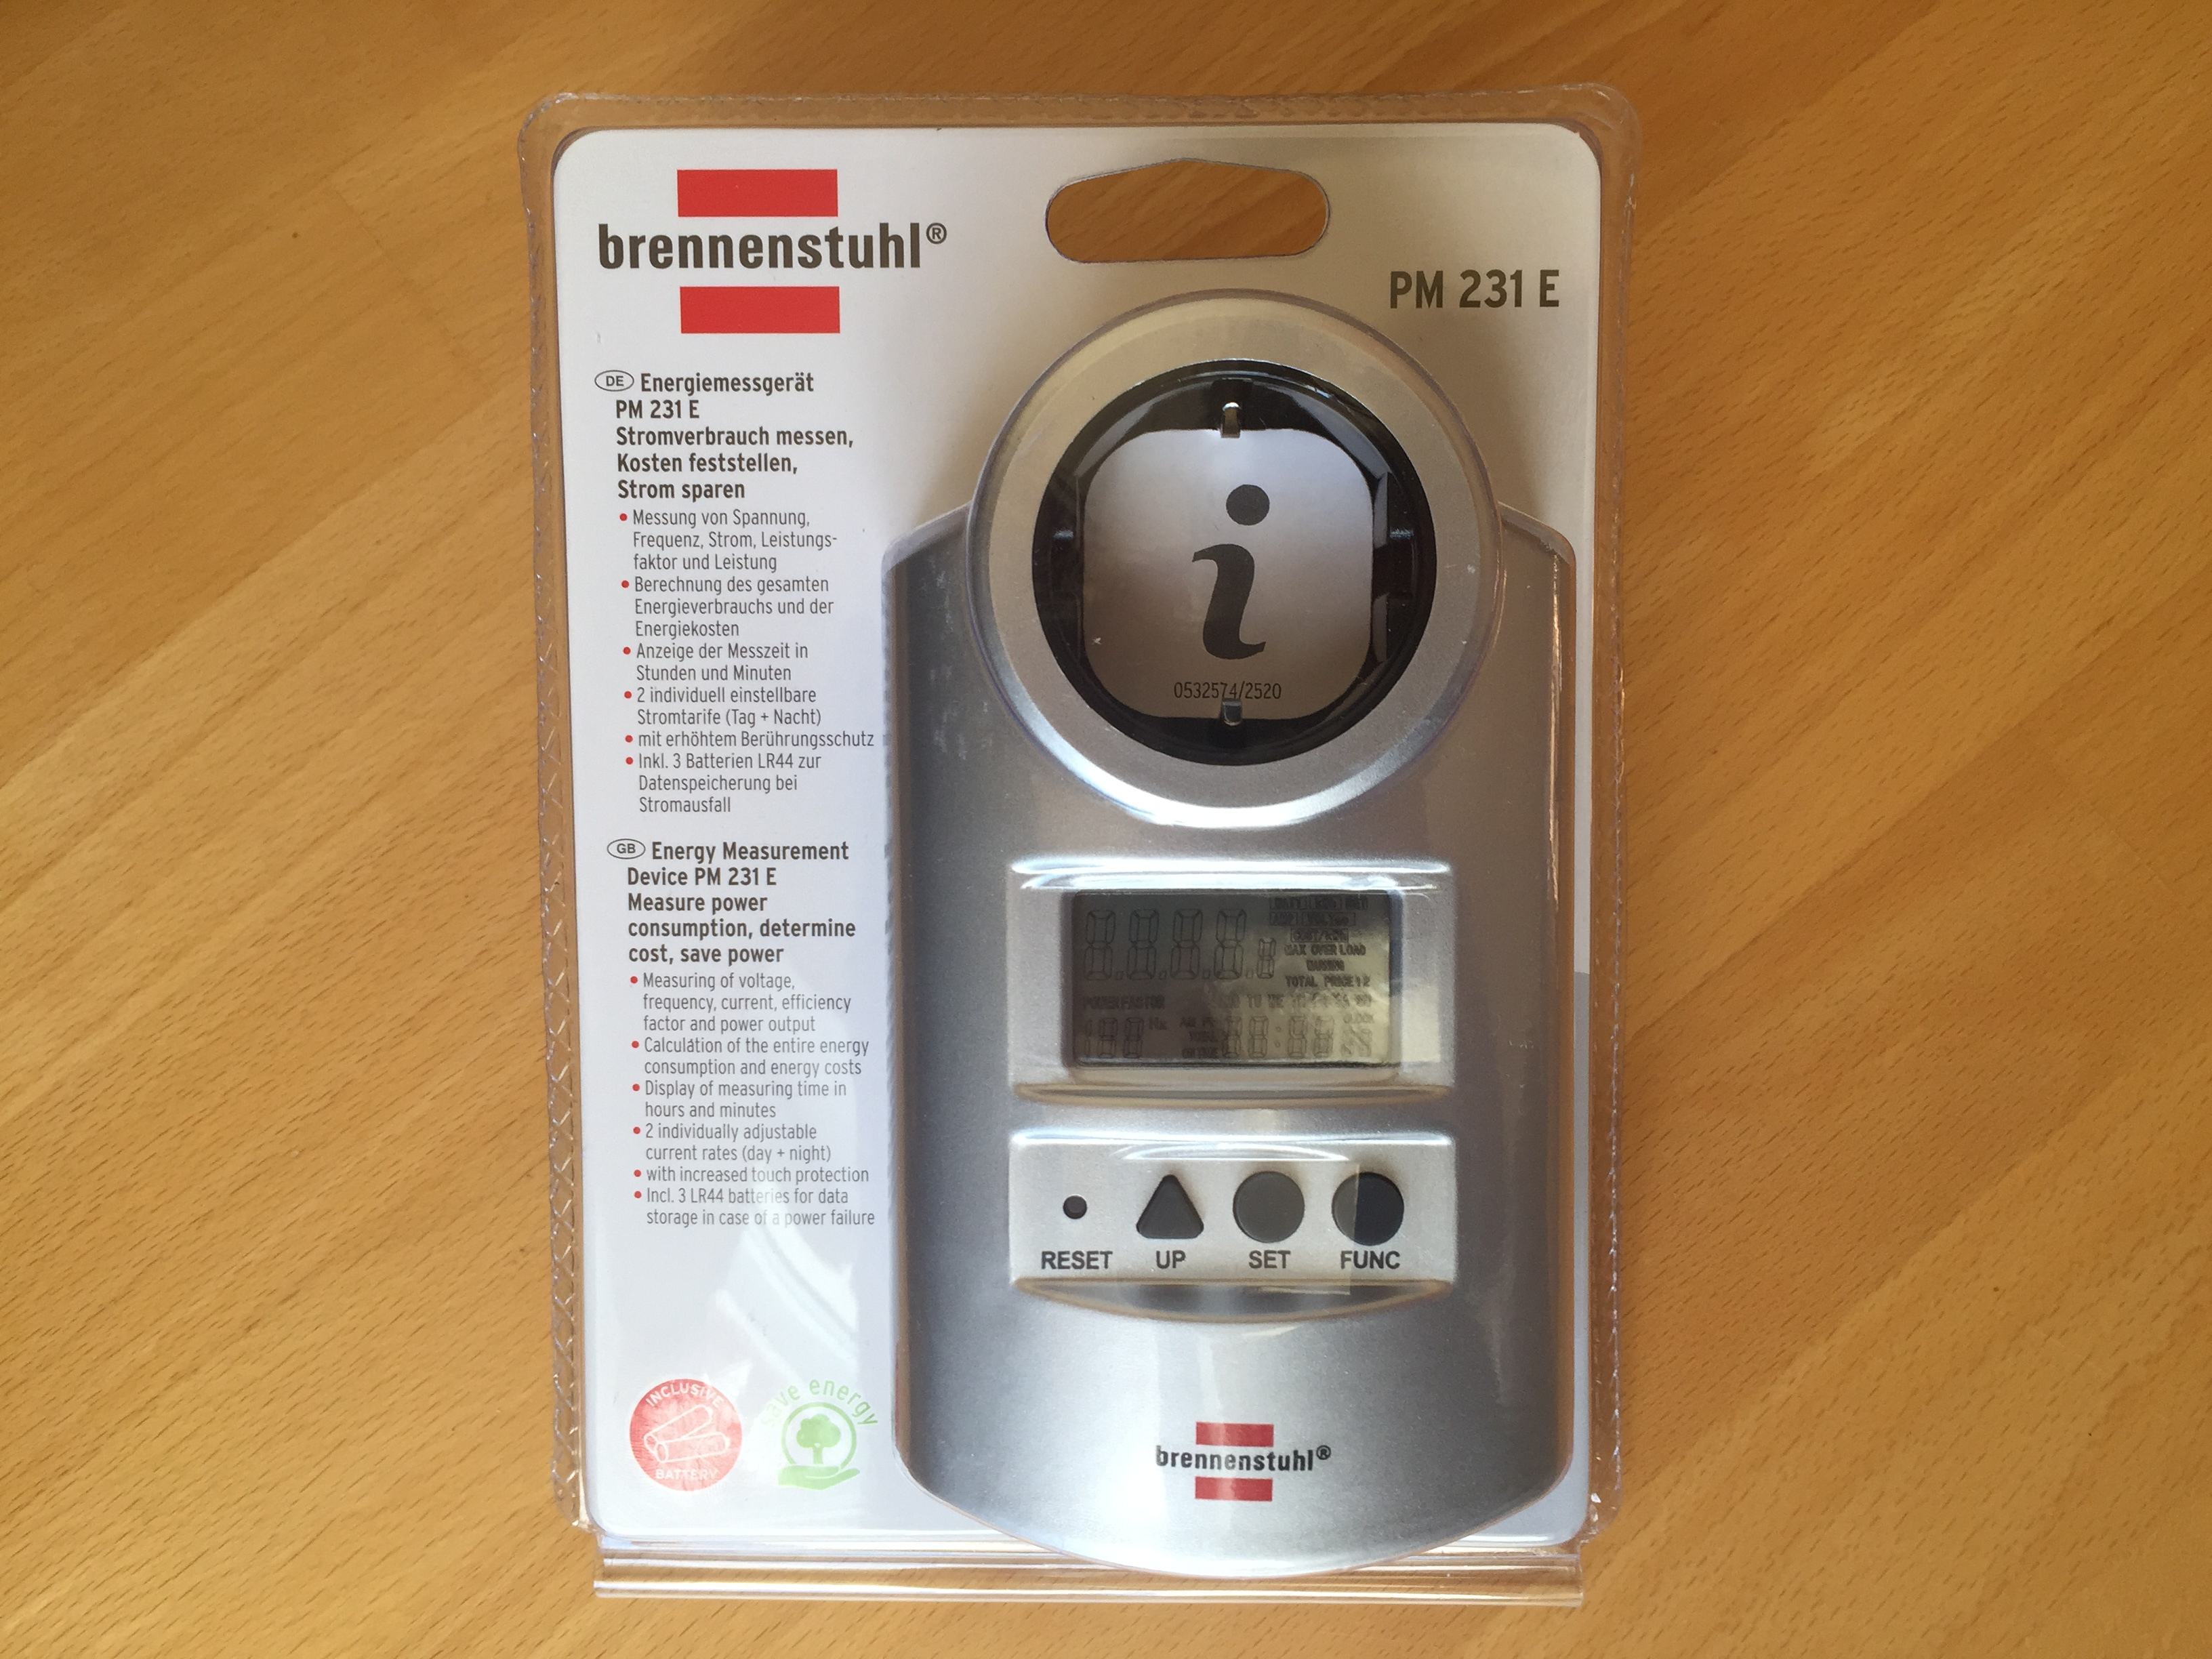 brennenstuhl®
PM 231 E
DE Energiemessgerät
PM 231 E
Stromverbrauch messen,
Kosten feststellen,
Strom sparen
• Messung von Spannung,
Frequenz, Strom, Leistungs-
faktor und Leistung
• Berechnung des gesamten
Energieverbrauchs und der
Energiekosten
• Anzeige der Messzeit in
Stunden und Minuten
• 2 individuell einstellbare
Stromtarife (Tag + Nacht)
• mit erhöhtem Berührungsschutz
• Inkl. 3 Batterien LR44 zur
Datenspeicherung bei
Stromausfall
GB Energy Measurement
Device PM 231 E
Measure power
consumption, determine
cost, save power
• Measuring of voltage,
frequency, current, efficiency
factor and power output
• Calculation of the entire energy
consumption and energy costs
• Display of measuring time in
hours and minutes
• 2 individually adjustable
current rates (day + night)
• with increased touch protection
• Incl. 3 LR44 batteries for data
storage in case of a power failure
INCLUSIVE
BATTERY
save energy
i
0532574/2520
MAX OVERLOAD
TOTAL PRICE 1 2
POWER FACTOR
Hz
RESET UP SET FUNC
brennenstuhl®